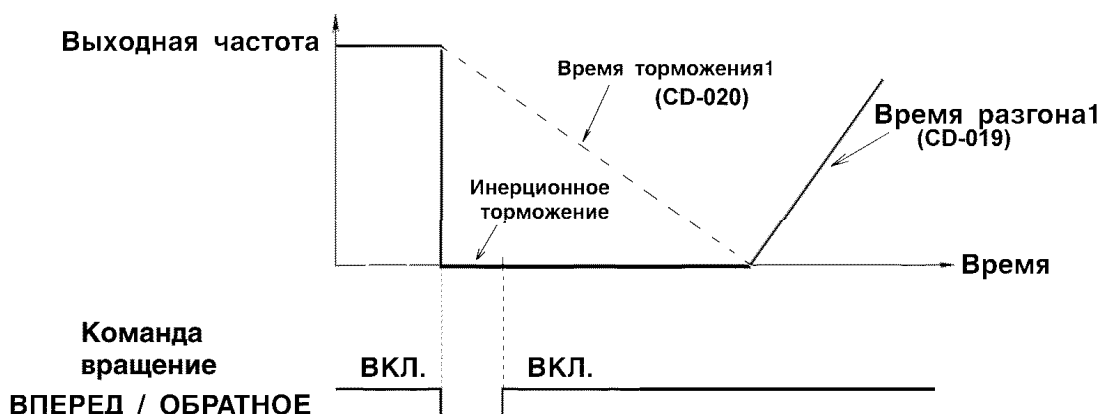 Выходная частота
Время торможения1
(CD-020)
Время разгона1
(CD-019)
Инерционное
торможение
Время
Команда
вращение
ВПЕРЕД / ОБРАТНОЕ
ВКЛ.
ВКЛ.